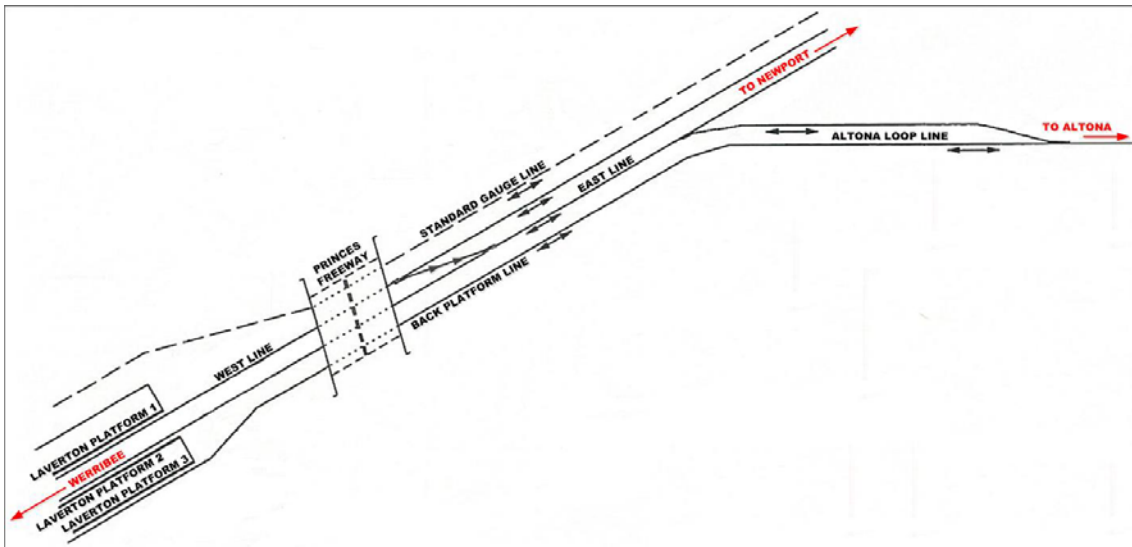 TO NEWPORT
TO ALTONA
ALTONA LOOP LINE
EAST LINE
STANDARD GAUGE LINE
PRINCES
FREEWAY
BACK PLATFORM LINE
WEST LINE
LAVERTON PLATFORM 1
WERRIBEE
LAVERTON PLATFORM 2
LAVERTON PLATFORM 3